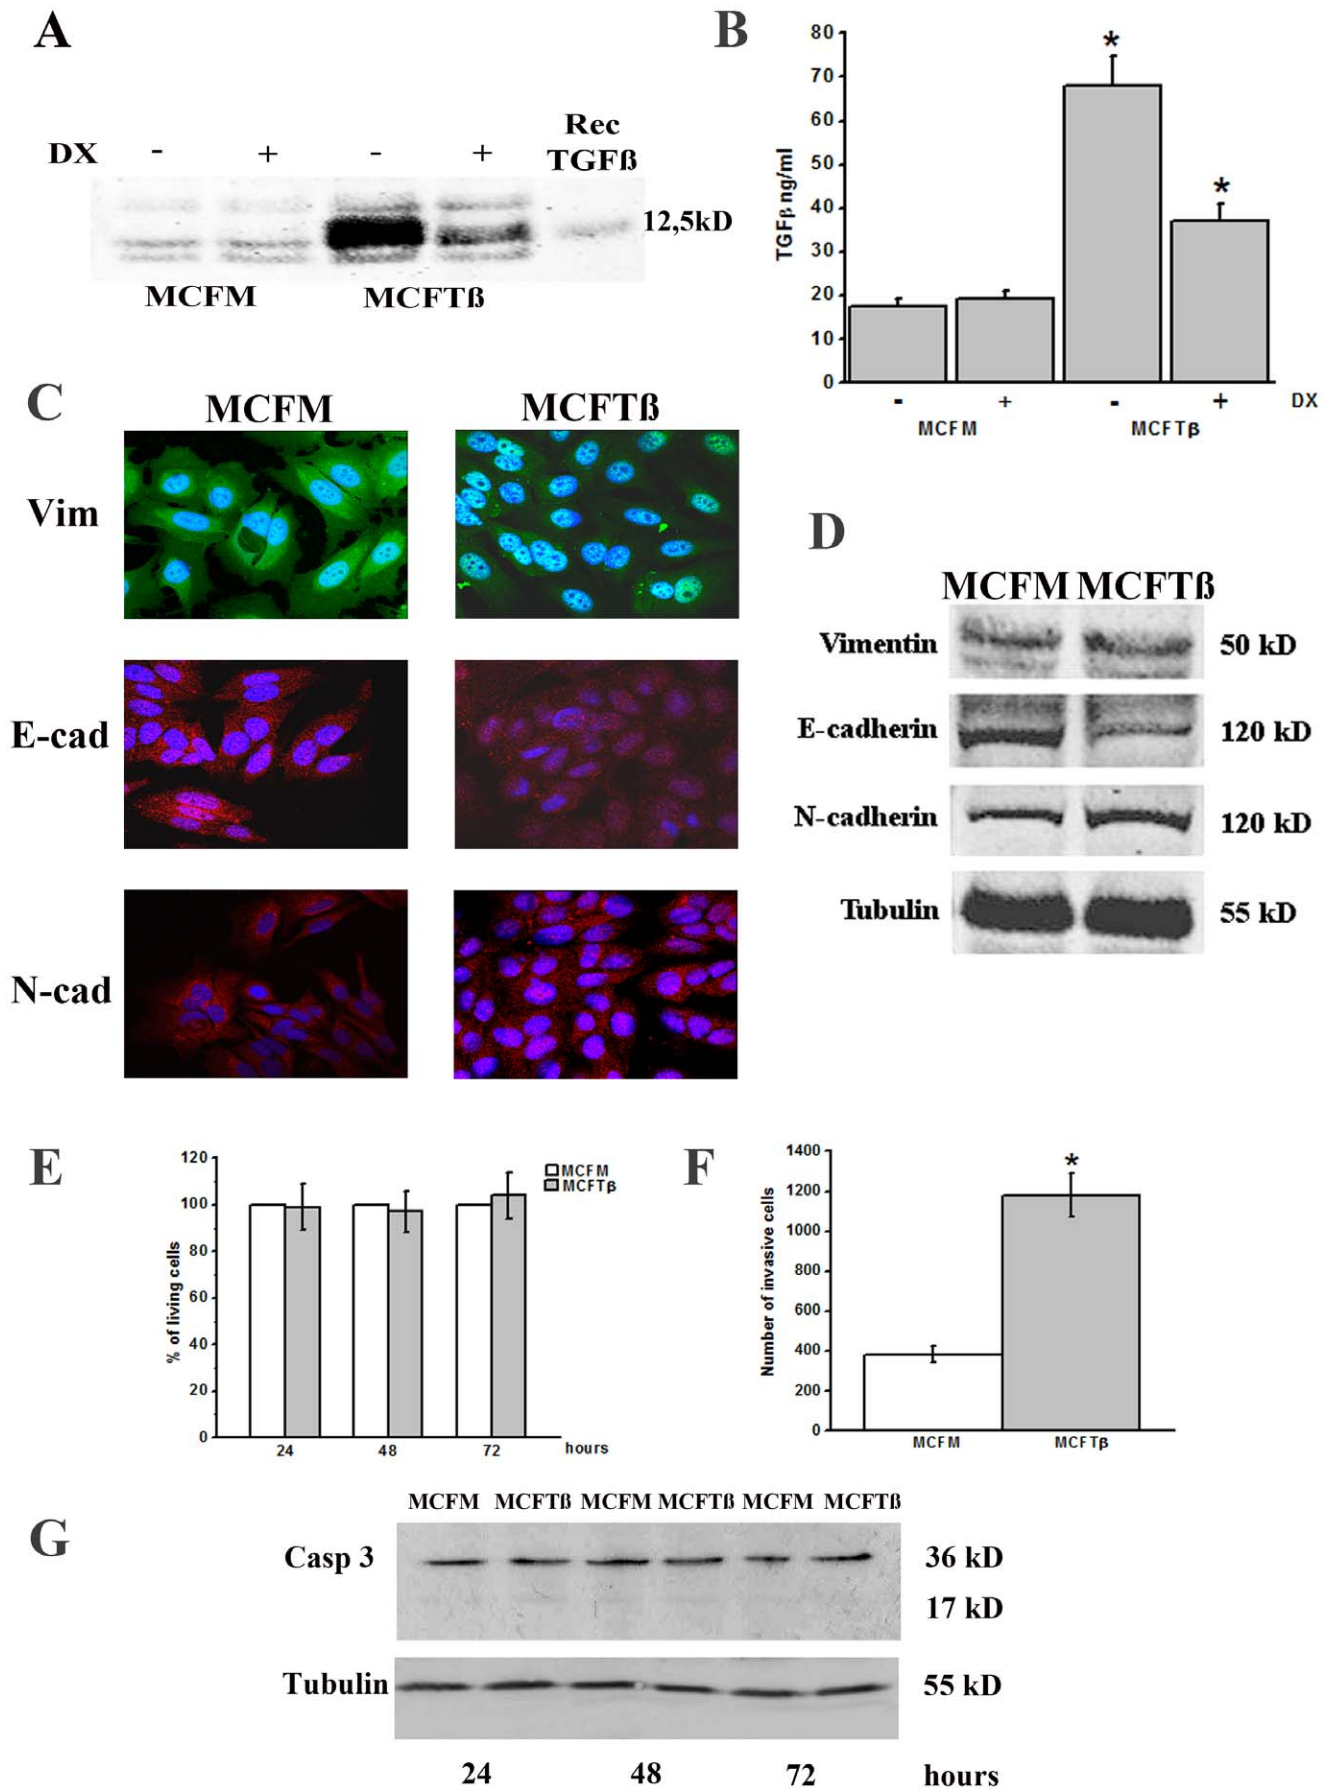 A
DX - + - + Rec TGFß
12,5kD
MCFM MCFTß
B
80
70
60
50
40
30
20
10
0
TGFβ ng/ml
* *
- + - + DX
MCFM MCFTβ
C
MCFM MCFTß
Vim
E-cad
N-cad
D
MCFM MCFTß
Vimentin 50 kD
E-cadherin 120 kD
N-cadherin 120 kD
Tubulin 55 kD
E
120
100
80
60
40
20
0
% of living cells
MCFM
MCFTβ
24 48 72 hours
F
1400
1200
1000
800
600
400
200
0
Number of invasive cells
*
MCFM MCFTβ
G
MCFM MCFTß MCFM MCFTß MCFM MCFTß
Casp 3 36 kD
17 kD
Tubulin 55 kD
24 48 72 hours